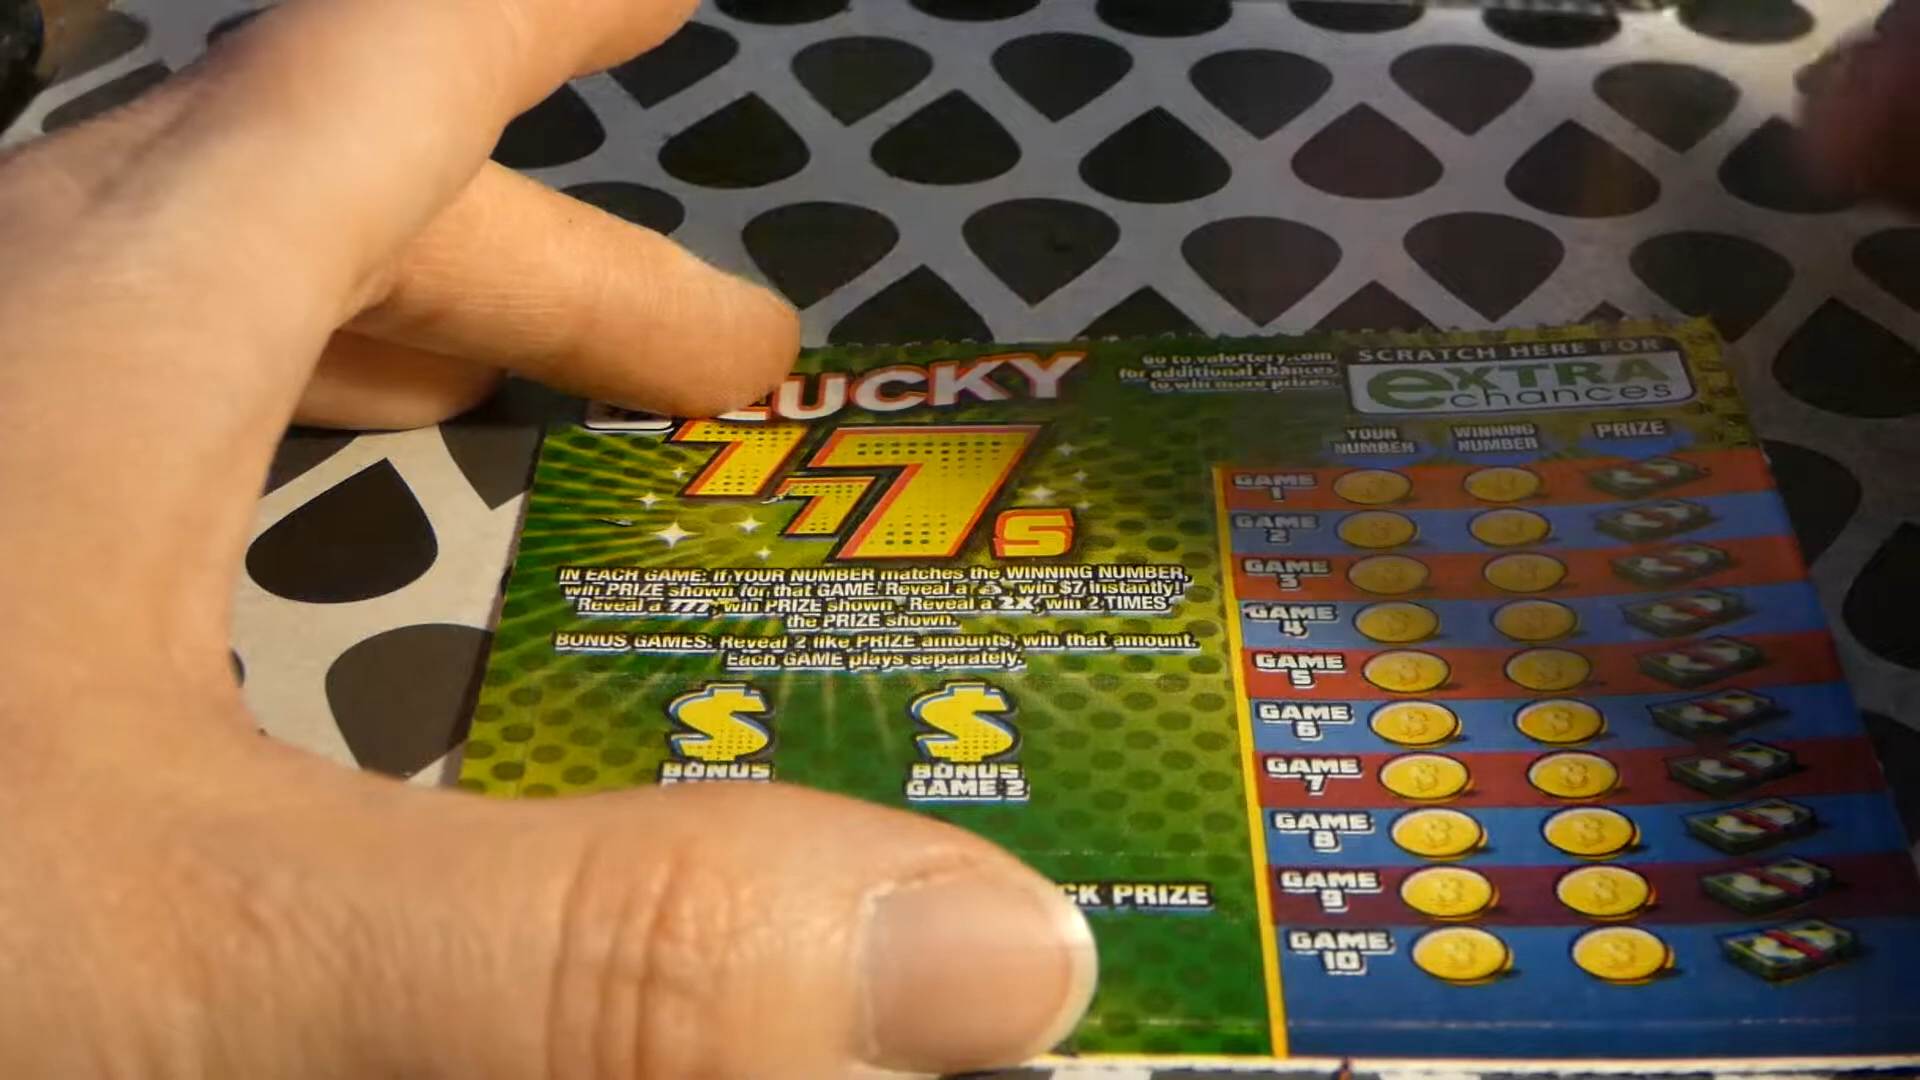 LUCKY
777s
Go to valottery.com
for additional chances
to win more prizes.
SCRATCH HERE FOR
eXTRA
chances
YOUR
NUMBER
WINNING
NUMBER
PRIZE
IN EACH GAME: If YOUR NUMBER matches the WINNING NUMBER,
win PRIZE shown for that GAME. Reveal a, win $7 instantly!
Reveal a 777, win PRIZE shown. Reveal a 2X, win 2 TIMES
the PRIZE shown.
BONUS GAMES: Reveal 2 like PRIZE amounts, win that amount.
Each GAME plays separately.
$
BONUS
$
BONUS
GAME 2
CK PRIZE
GAME
1
GAME
2
GAME
3
GAME
4
GAME
5
GAME
6
GAME
7
GAME
8
GAME
9
GAME
10